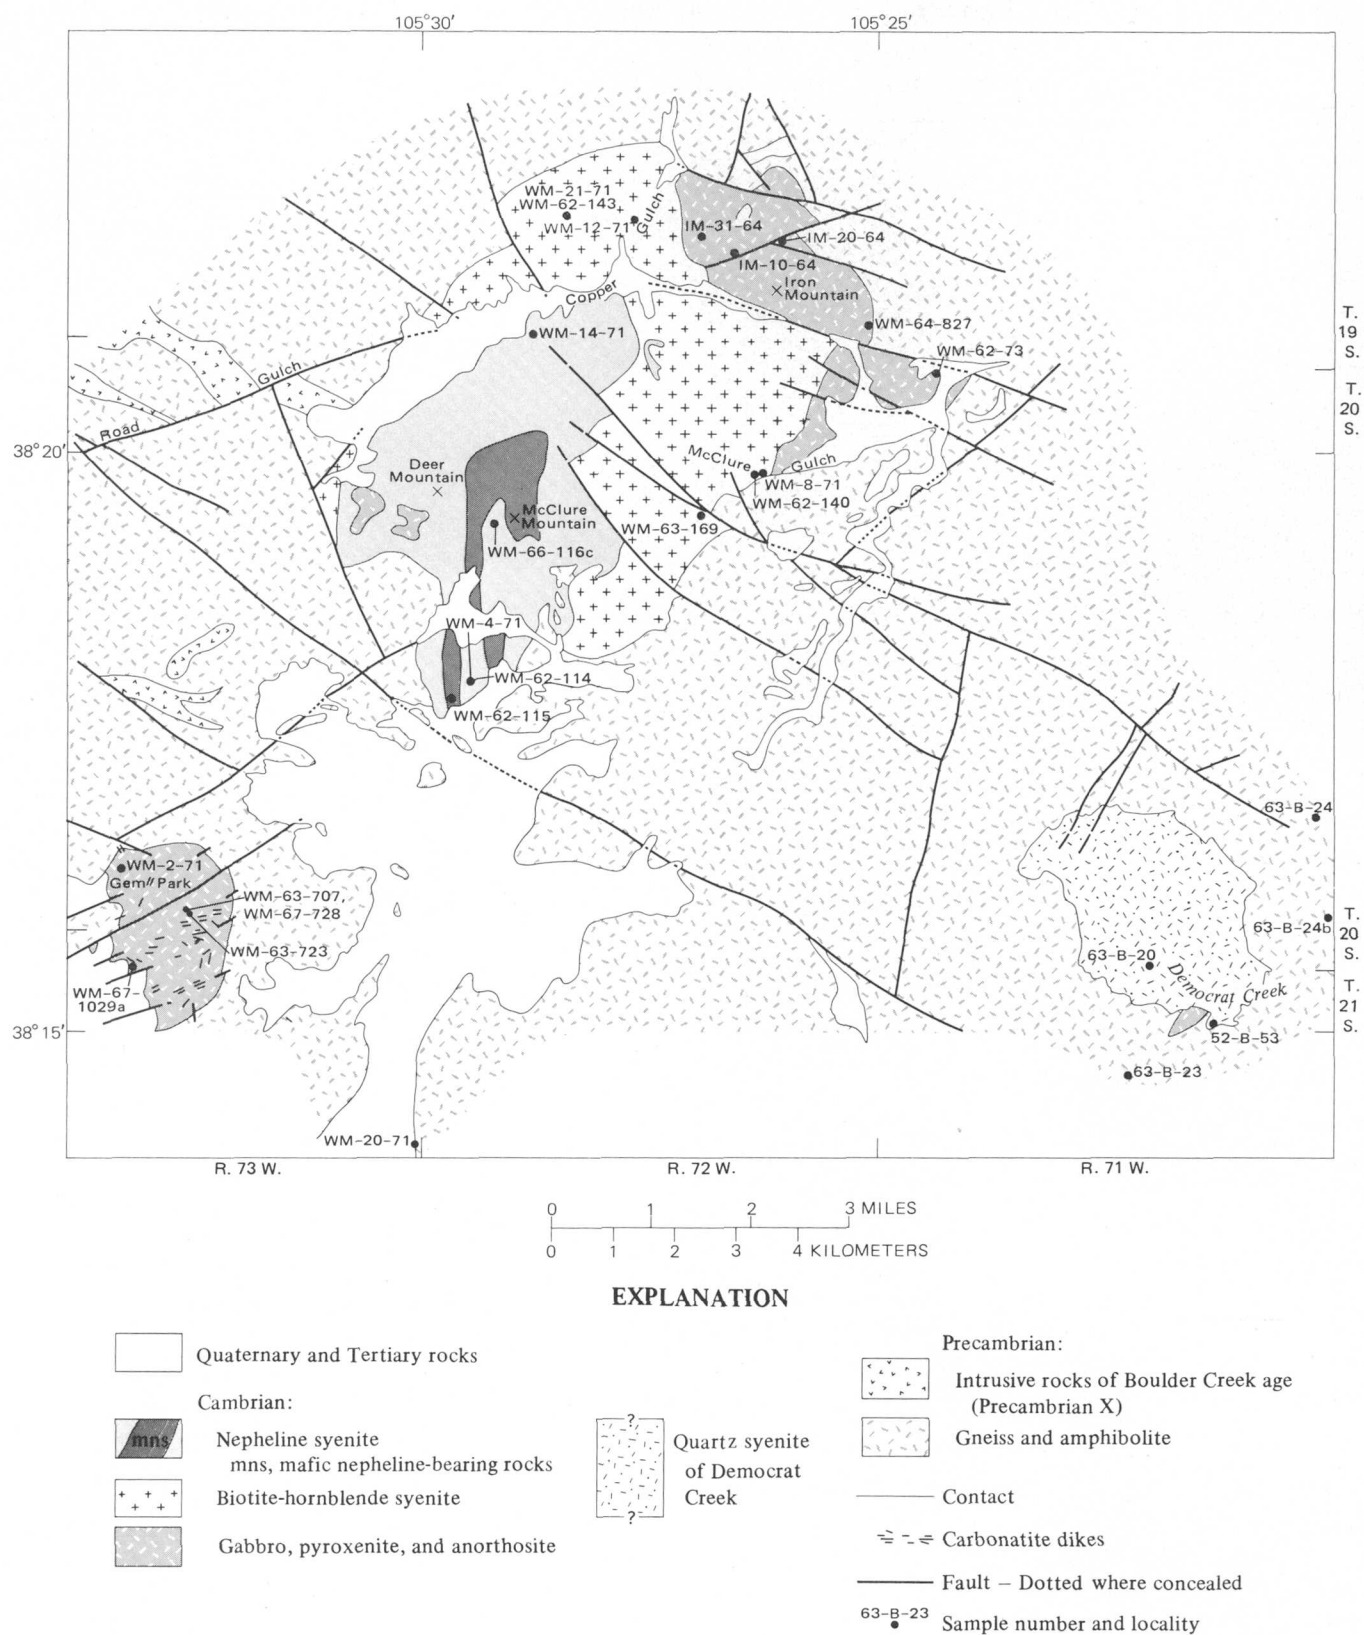 105°30′
105°25′
WM-21-71
WM-62-143
WM-12-71
Gulch
IM-31-64
IM-20-64
IM-10-64
Iron
Mountain
Copper
WM-14-71
WM-64-827
WM-62-73
T.
19
S.
T.
20
S.
Gulch
Road
38°20′
Deer
Mountain
McClure
Gulch
WM-8-71
WM-62-140
McClure
Mountain
WM-63-169
WM-66-116c
WM-4-71
WM-62-114
WM-62-115
63-B-24
WM-2-71
Gem Park
WM-63-707,
WM-67-728
WM-63-723
WM-67-
1029a
63-B-24b
T.
20
S.
T.
21
S.
63-B-20
Democrat Creek
38°15′
52-B-53
63-B-23
WM-20-71
R. 73 W.
R. 72 W.
R. 71 W.
0 1 2 3 MILES
0 1 2 3 4 KILOMETERS
EXPLANATION
Quaternary and Tertiary rocks
Cambrian:
mns
Nepheline syenite
mns, mafic nepheline-bearing rocks
Biotite-hornblende syenite
Gabbro, pyroxenite, and anorthosite
?
Quartz syenite
of Democrat
Creek
?
Precambrian:
Intrusive rocks of Boulder Creek age
(Precambrian X)
Gneiss and amphibolite
Contact
Carbonatite dikes
Fault – Dotted where concealed
63-B-23
Sample number and locality